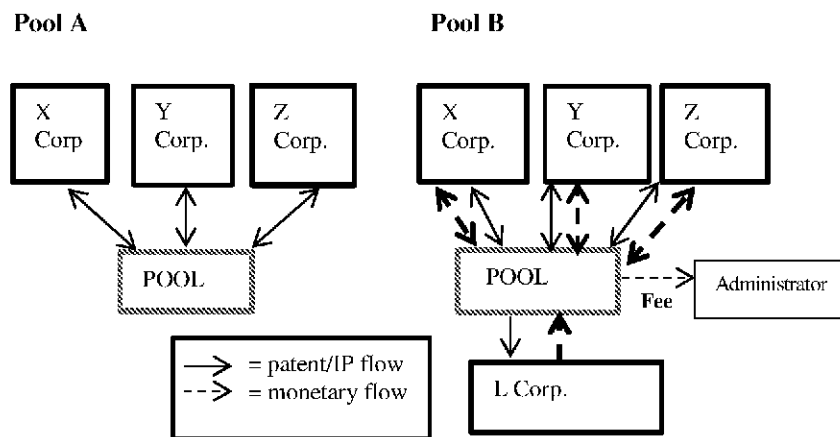 Pool A
Pool B
X
Corp
Y
Corp.
Z
Corp.
X
Corp.
Y
Corp.
Z
Corp.
POOL
POOL
Fee
Administrator
= patent/IP flow
= monetary flow
L Corp.